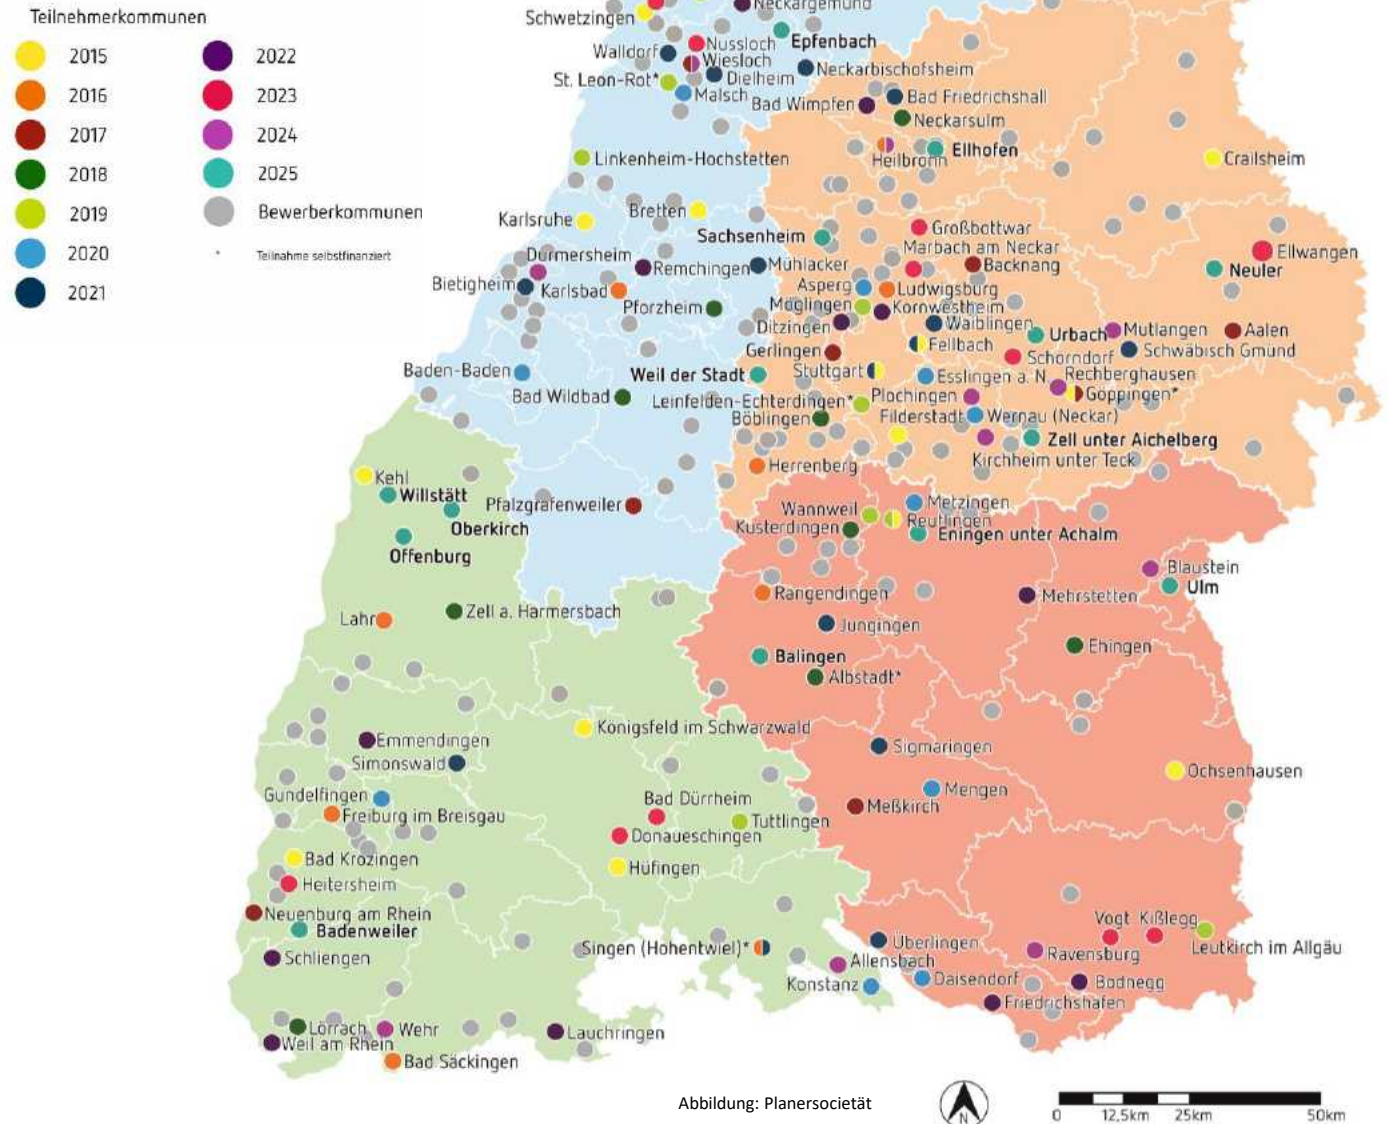 Teilnehmerkommunen
2015
2016
2017
2018
2019
2020
2021
2022
2023
2024
2025
Bewerberkommunen
* Teilnahme selbstfinanziert
Neckargemünd
Schwetzingen
Epfenbach
Nussloch
Walldorf
Wiesloch
Neckarbischofsheim
St. Leon-Rot*
Dielheim
Malsch
Bad Wimpfen
Bad Friedrichshall
Neckarsulm
Linkenheim-Hochstetten
Heilbronn
Ellhofen
Crailsheim
Karlsruhe
Bretten
Sachsenheim
Großbottwar
Marbach am Neckar
Ellwangen
Durmersheim
Remchingen
Mühlacker
Backnang
Neuler
Bietigheim
Karlsbad
Asperg
Ludwigsburg
Pforzheim
Möglingen
Kornwestheim
Ditzingen
Waiblingen
Urbach
Mutlangen
Aalen
Gerlingen
Fellbach
Schorndorf
Schwäbisch Gmünd
Baden-Baden
Weil der Stadt
Stuttgart
Esslingen a. N.
Rechberghausen
Bad Wildbad
Leinfelden-Echterdingen*
Plochingen
Göppingen*
Böblingen
Filderstadt
Wernau (Neckar)
Zell unter Aichelberg
Herrenberg
Kirchheim unter Teck
Kehl
Willstätt
Pfalzgrafenweiler
Oberkirch
Offenburg
Wannweil
Metzingen
Kusterdingen
Reutlingen
Eningen unter Achalm
Blaustein
Ulm
Rangendingen
Mehrstetten
Lahr
Zell a. Harmersbach
Jungingen
Ehingen
Balingen
Albstadt*
Königsfeld im Schwarzwald
Emmendingen
Simonswald
Sigmaringen
Ochsenhausen
Gundelfingen
Bad Dürrheim
Mengen
Freiburg im Breisgau
Meßkirch
Donaueschingen
Tuttlingen
Bad Krozingen
Hüfingen
Heitersheim
Neuenburg am Rhein
Badenweiler
Vogt
Kißlegg
Singen (Hohentwiel)*
Überlingen
Leutkirch im Allgäu
Schliengen
Allensbach
Ravensburg
Konstanz
Daisendorf
Bodnegg
Friedrichshafen
Lörrach
Wehr
Lauchringen
Weil am Rhein
Bad Säckingen
Abbildung: Planersocietät
N
0 12,5km 25km 50km